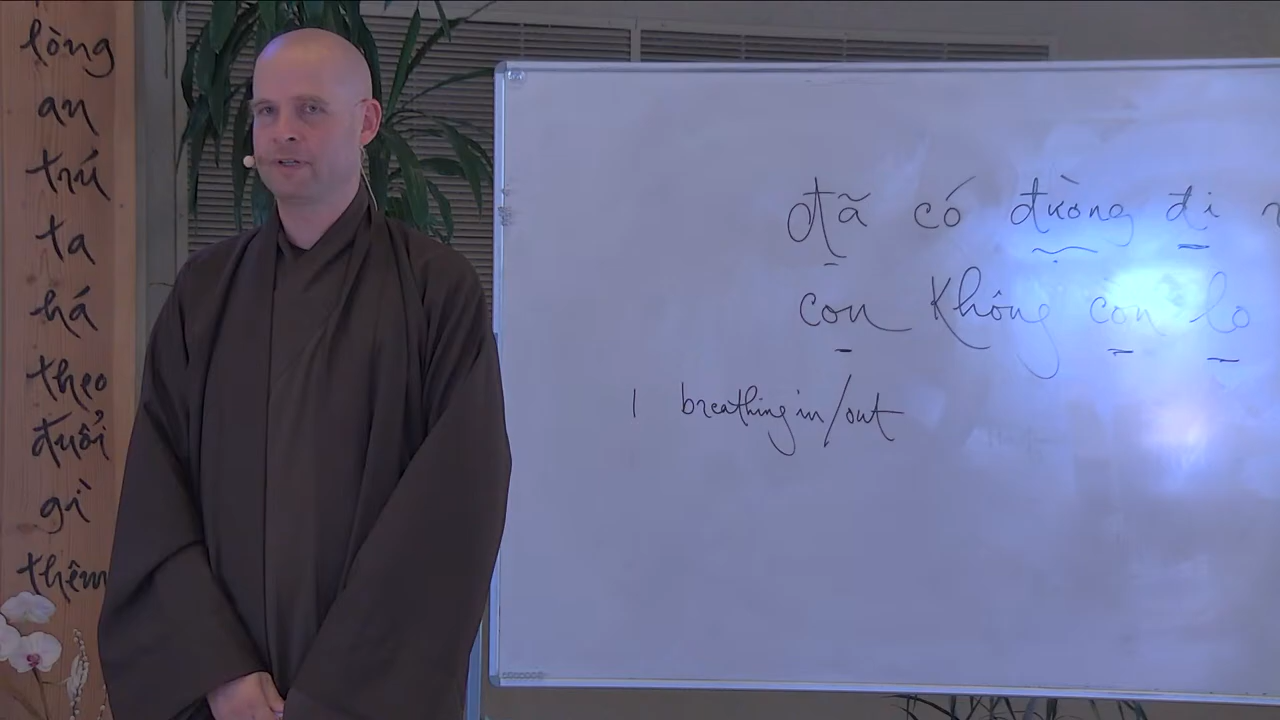 lòng
an
trú
ta
há
theo
đuổi
gì
thêm
đã có đường đi
con không còn lo
1 breathing in/out